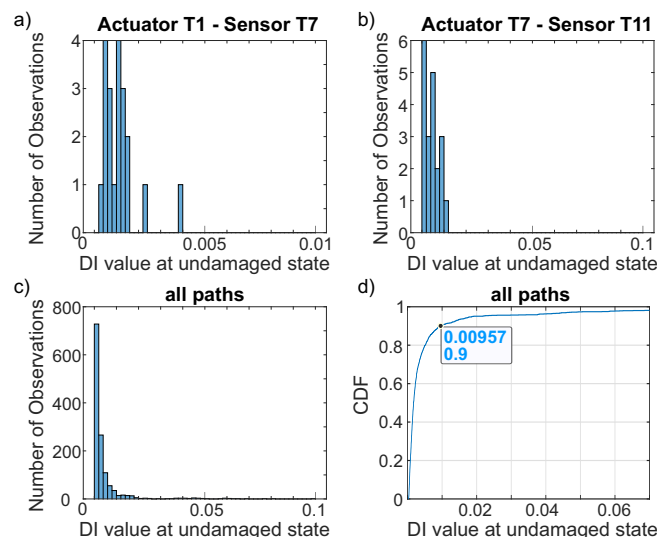 a) Actuator T1 - Sensor T7
Number of Observations
4
3
2
1
0
0 0.005 0.01
DI value at undamaged state
b) Actuator T7 - Sensor T11
Number of Observations
6
5
4
3
2
1
0
0 0.05 0.1
DI value at undamaged state
c) all paths
Number of Observations
800
600
400
200
0
0 0.05 0.1
DI value at undamaged state
d) all paths
CDF
1
0.8
0.6
0.4
0.2
0
0.00957
0.9
0.02 0.04 0.06
DI value at undamaged state